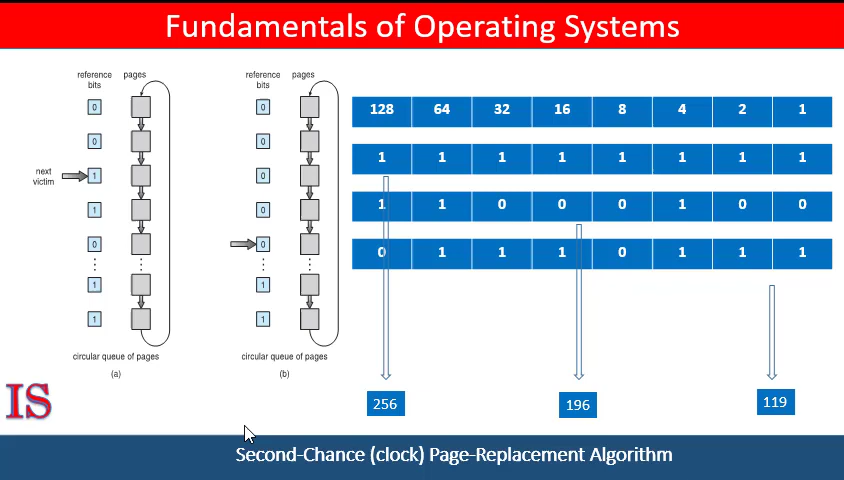 Fundamentals of Operating Systems
reference bits
pages
0
0
next victim
1
1
0
1
1
circular queue of pages
(a)
reference bits
pages
0
0
0
0
0
1
1
circular queue of pages
(b)
128 64 32 16 8 4 2 1
1 1 1 1 1 1 1 1
1 1 0 0 0 1 0 0
0 1 1 1 0 1 1 1
256 196 119
IS
Second-Chance (clock) Page-Replacement Algorithm